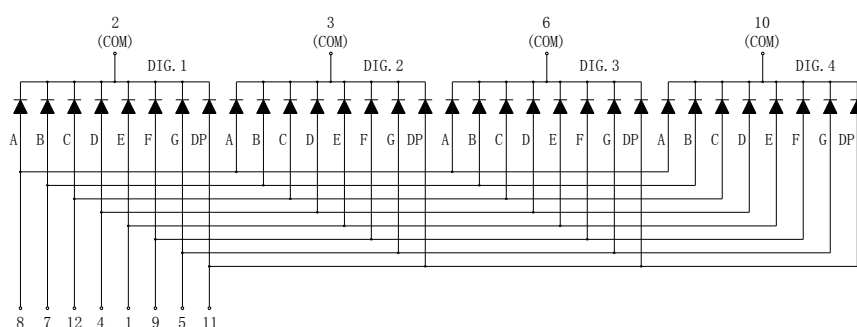 2 3 6 10
(COM) (COM) (COM) (COM)
DIG.1 DIG.2 DIG.3 DIG.4
A B C D E F G DP A B C D E F G DP A B C D E F G DP A B C D E F G DP
8 7 12 4 1 9 5 11